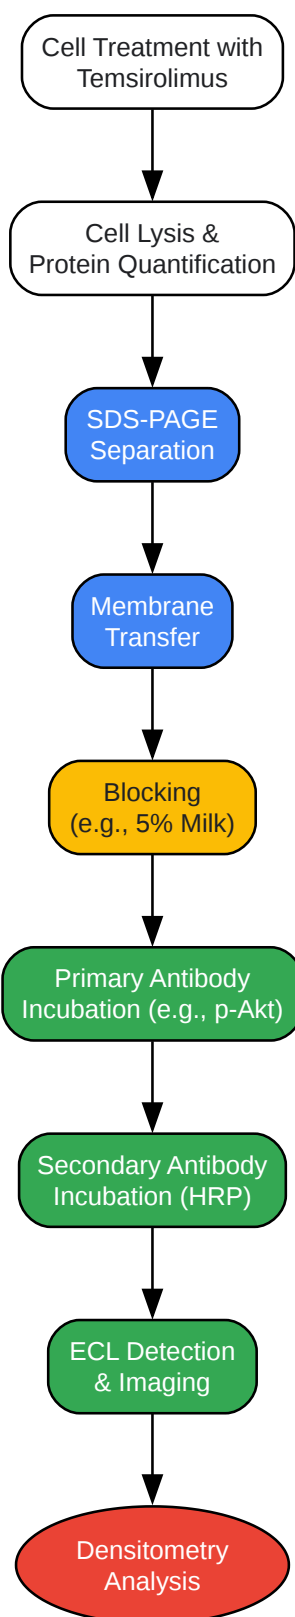 Cell Treatment with
Temsirolimus
Cell Lysis &
Protein Quantification
SDS-PAGE
Separation
Membrane
Transfer
Blocking
(e.g., 5% Milk)
Primary Antibody
Incubation (e.g., p-Akt)
Secondary Antibody
Incubation (HRP)
ECL Detection
& Imaging
Densitometry
Analysis